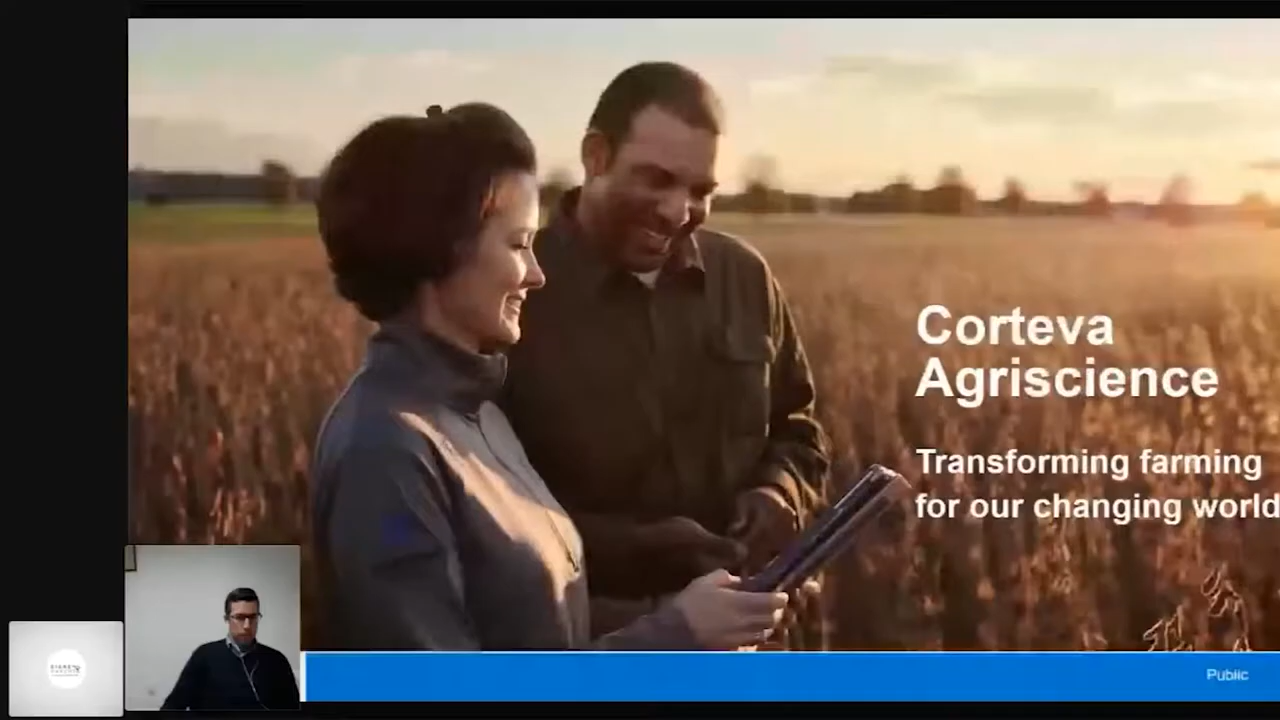 Corteva
Agriscience
Transforming farming
for our changing world
Public